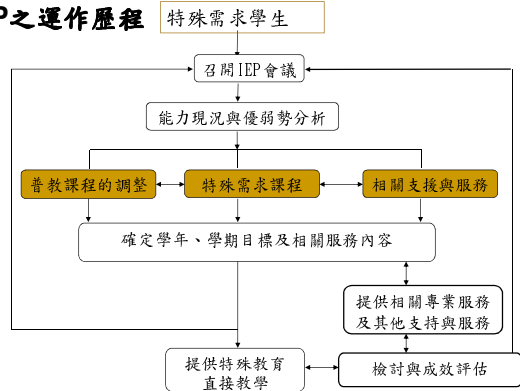 P之運作歷程
特殊需求學生
召開IEP會議
能力現況與優弱勢分析
普教課程的調整
特殊需求課程
相關支援與服務
確定學年、學期目標及相關服務內容
提供相關專業服務
及其他支持與服務
提供特殊教育
直接教學
檢討與成效評估